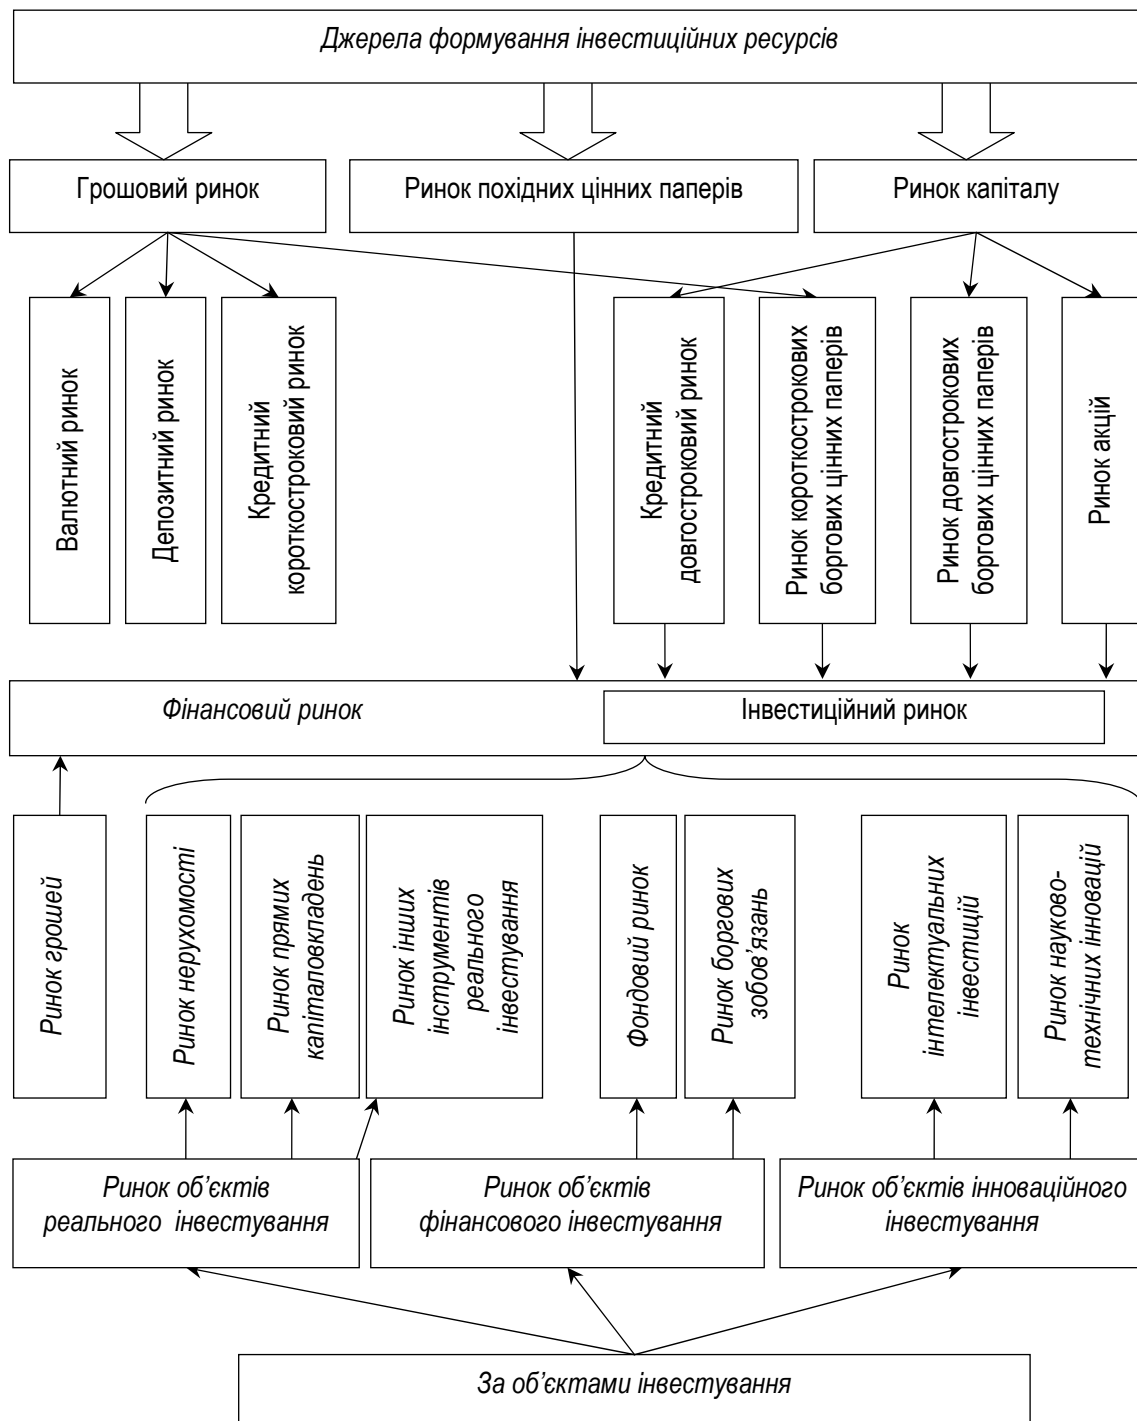 Джерела формування інвестиційних ресурсів
Грошовий ринок
Ринок похідних цінних паперів
Ринок капіталу
Валютний ринок
Депозитний ринок
Кредитний
короткостроковий ринок
Кредитний
довгостроковий ринок
Ринок короткострокових
боргових цінних паперів
Ринок довгострокових
боргових цінних паперів
Ринок акцій
Фінансовий ринок
Інвестиційний ринок
Ринок грошей
Ринок нерухомості
Ринок прямих
капіталовкладень
Ринок інших
інструментів
реального
інвестування
Фондовий ринок
Ринок боргових
зобов’язань
Ринок
інтелектуальних
інвестицій
Ринок науково-
технічних інновацій
Ринок об’єктів
реального інвестування
Ринок об’єктів
фінансового інвестування
Ринок об’єктів інноваційного
інвестування
За об’єктами інвестування